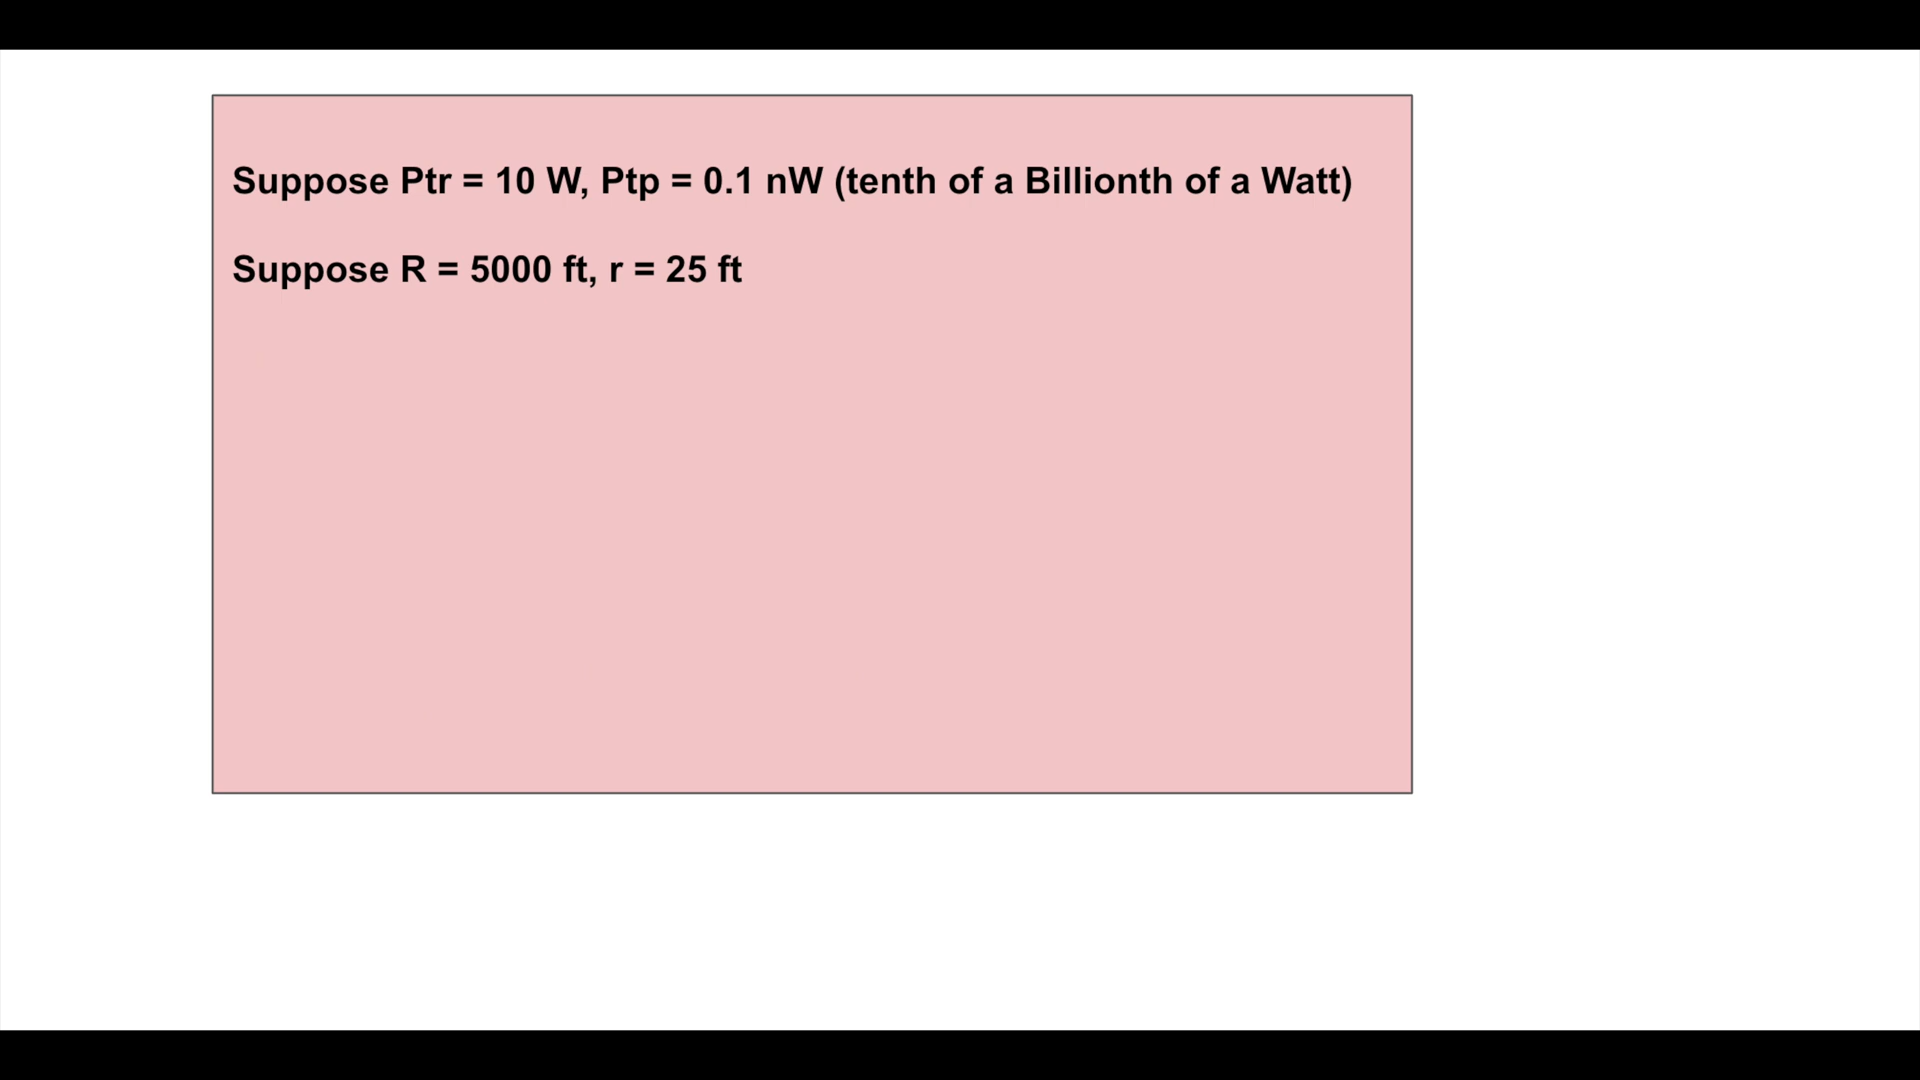 Suppose Ptr = 10 W, Ptp = 0.1 nW (tenth of a Billionth of a Watt)
Suppose R = 5000 ft, r = 25 ft